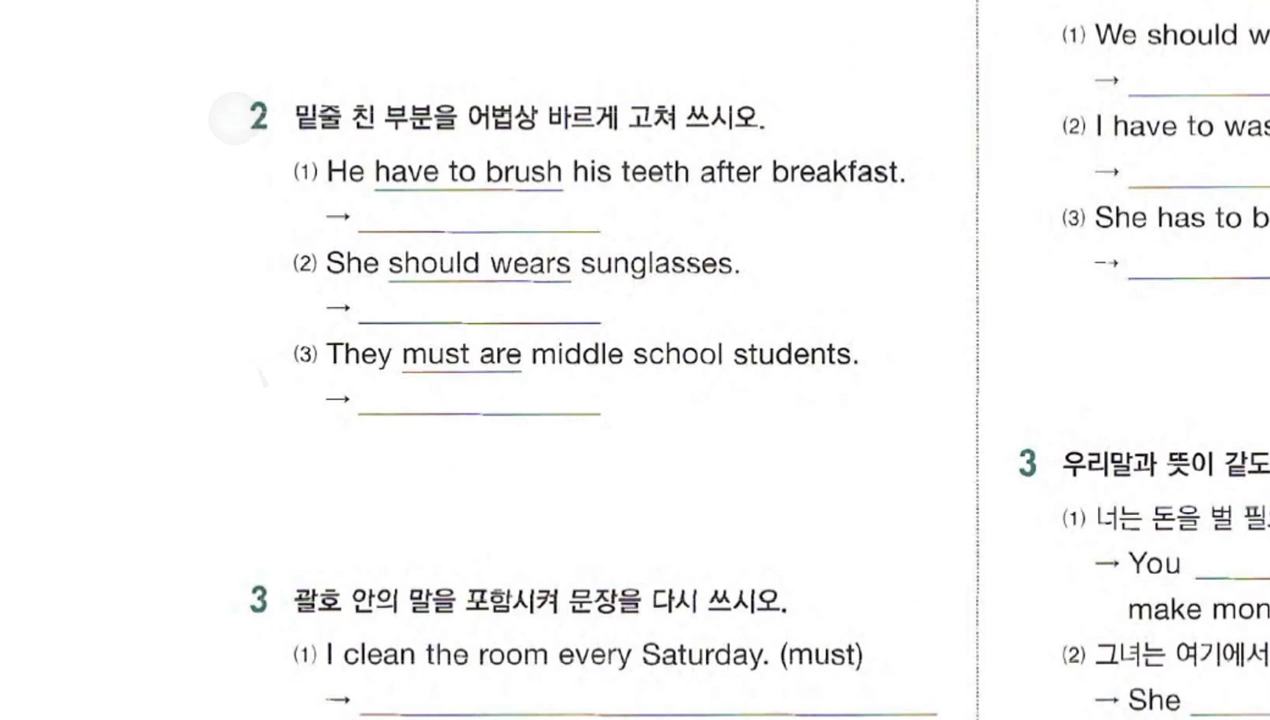 2 밑줄 친 부분을 어법상 바르게 고쳐 쓰시오.
(1) He have to brush his teeth after breakfast.
→
(2) She should wears sunglasses.
→
(3) They must are middle school students.
→
3 괄호 안의 말을 포함시켜 문장을 다시 쓰시오.
(1) I clean the room every Saturday. (must)
→
(1) We should
→
(2) I have to
→
(3) She has to
→
3 우리말과 뜻이
(1) 너는 돈을 벌
→ You
make
(2) 그녀는 여기에서
→ She